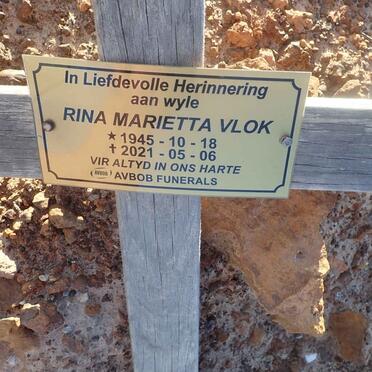 In Liefdevolle Herinnering
aan wyle
RINA MARIETTA VLOK
★ 1945 - 10 - 18
✝ 2021 - 05 - 06
VIR ALTYD IN ONS HARTE
AVBOB AVBOB FUNERALS